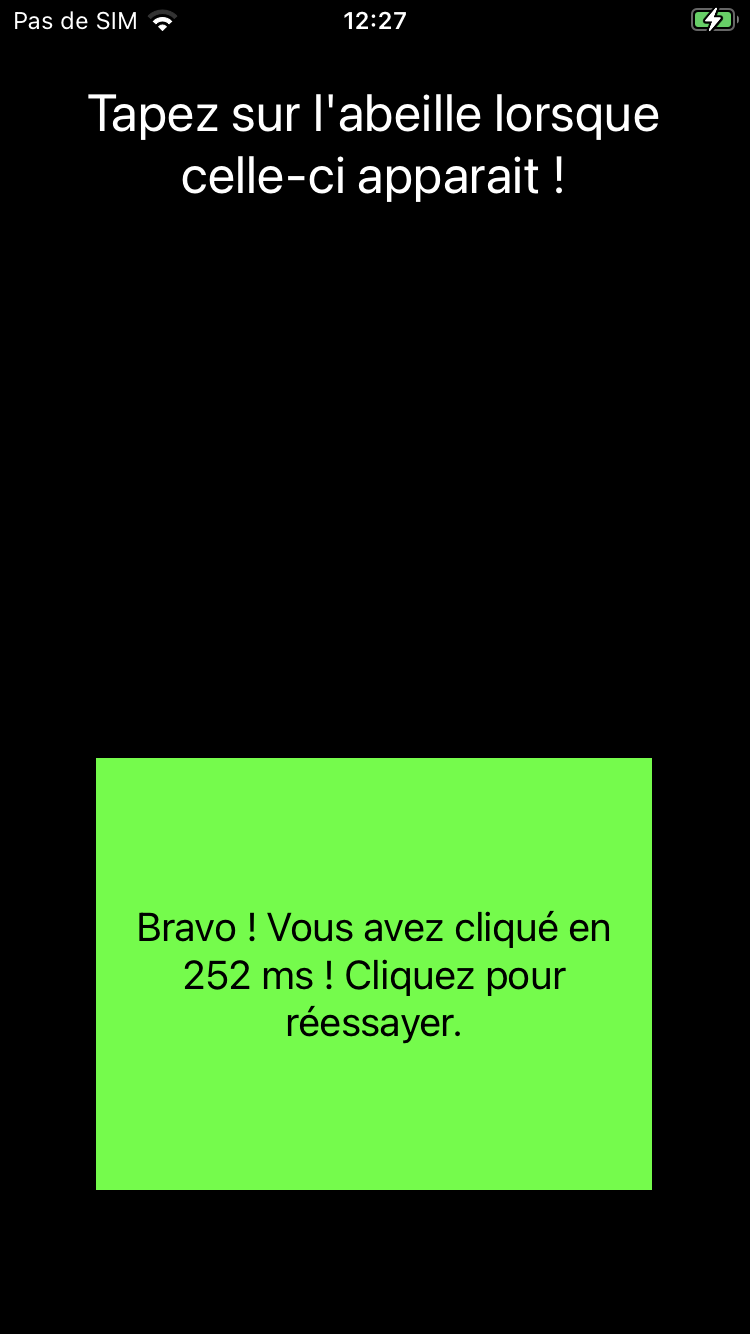 Pas de SIM 12:27
Tapez sur l'abeille lorsque
celle-ci apparait !
Bravo ! Vous avez cliqué en
252 ms ! Cliquez pour
réessayer.